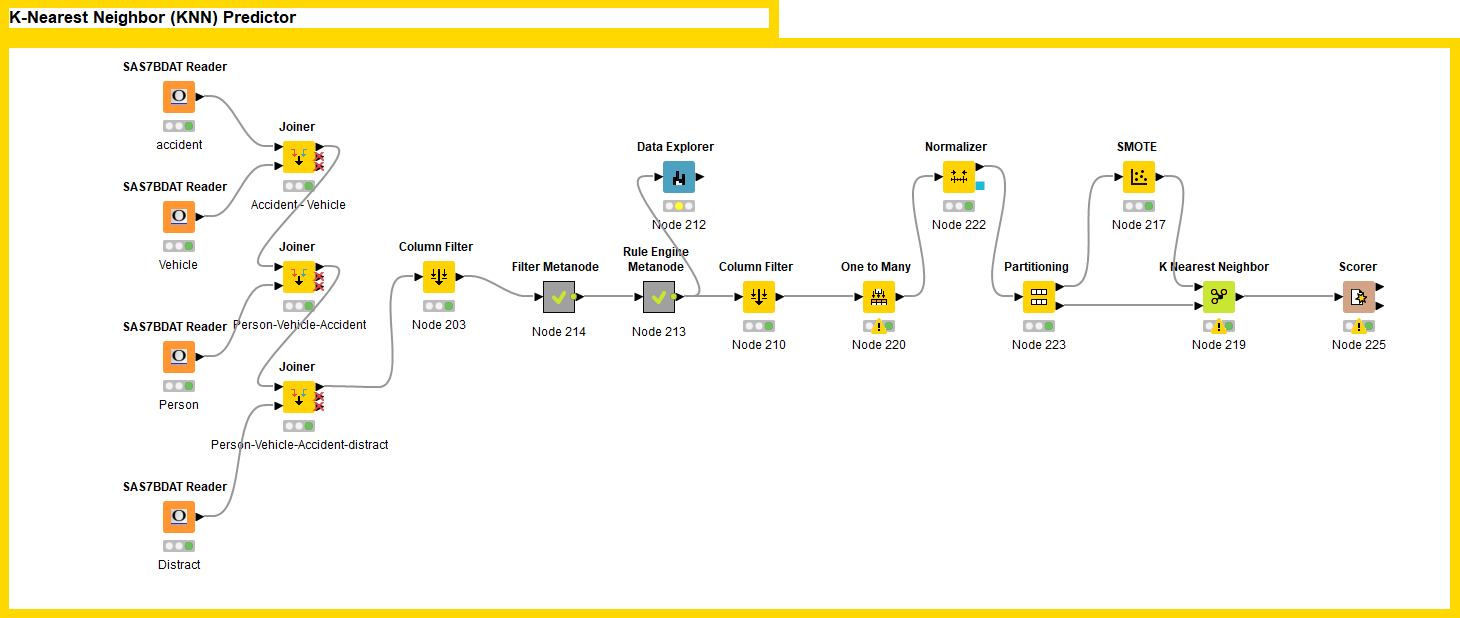 K-Nearest Neighbor (KNN) Predictor
SAS7BDAT Reader
accident
Joiner
Accident - Vehicle
SAS7BDAT Reader
Vehicle
Joiner
Person-Vehicle-Accident
SAS7BDAT Reader
Person
Joiner
Person-Vehicle-Accident-distract
SAS7BDAT Reader
Distract
Column Filter
Node 203
Filter Metanode
Node 214
Rule Engine
Metanode
Node 213
Data Explorer
Node 212
Column Filter
Node 210
One to Many
Node 220
Normalizer
Node 222
Partitioning
Node 223
SMOTE
Node 217
K Nearest Neighbor
Node 219
Scorer
Node 225